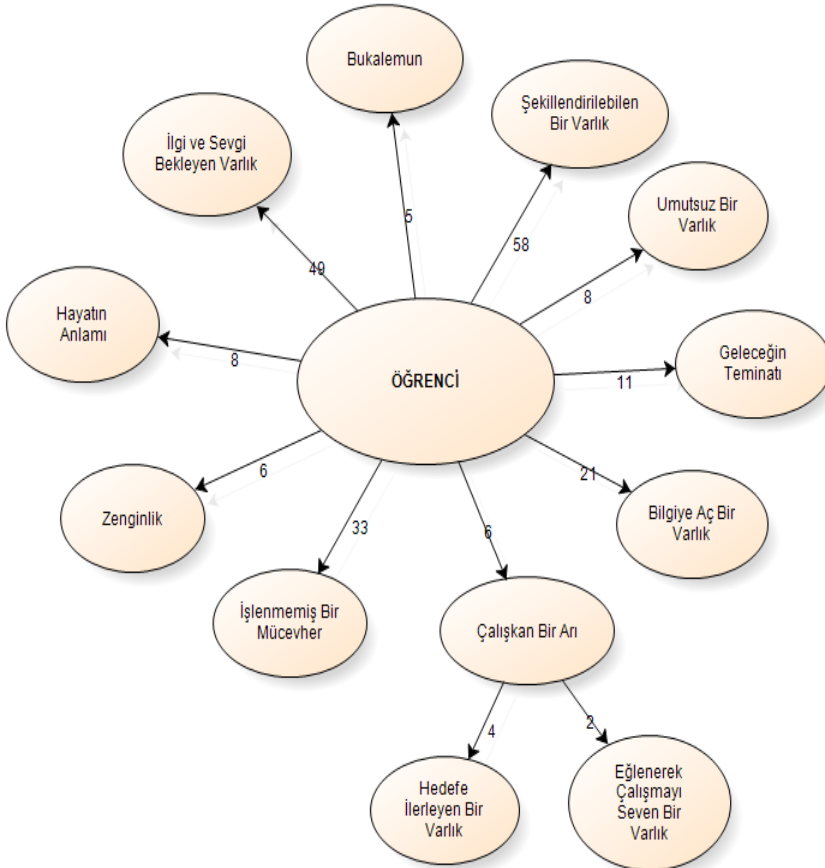 Bukalemun
Şekillendirilebilen
Bir Varlık
İlgi ve Sevgi
Bekleyen Varlık
Umutsuz Bir
Varlık
5
58
49
8
Hayatın
Anlamı
8
Geleceğin
Teminatı
11
ÖĞRENCİ
6
21
Zenginlik
33
6
Bilgiye Aç Bir
Varlık
İşlenmemiş Bir
Mücevher
Çalışkan Bir Arı
4
2
Hedefe
İlerleyen Bir
Varlık
Eğlenerek
Çalışmayı
Seven Bir
Varlık